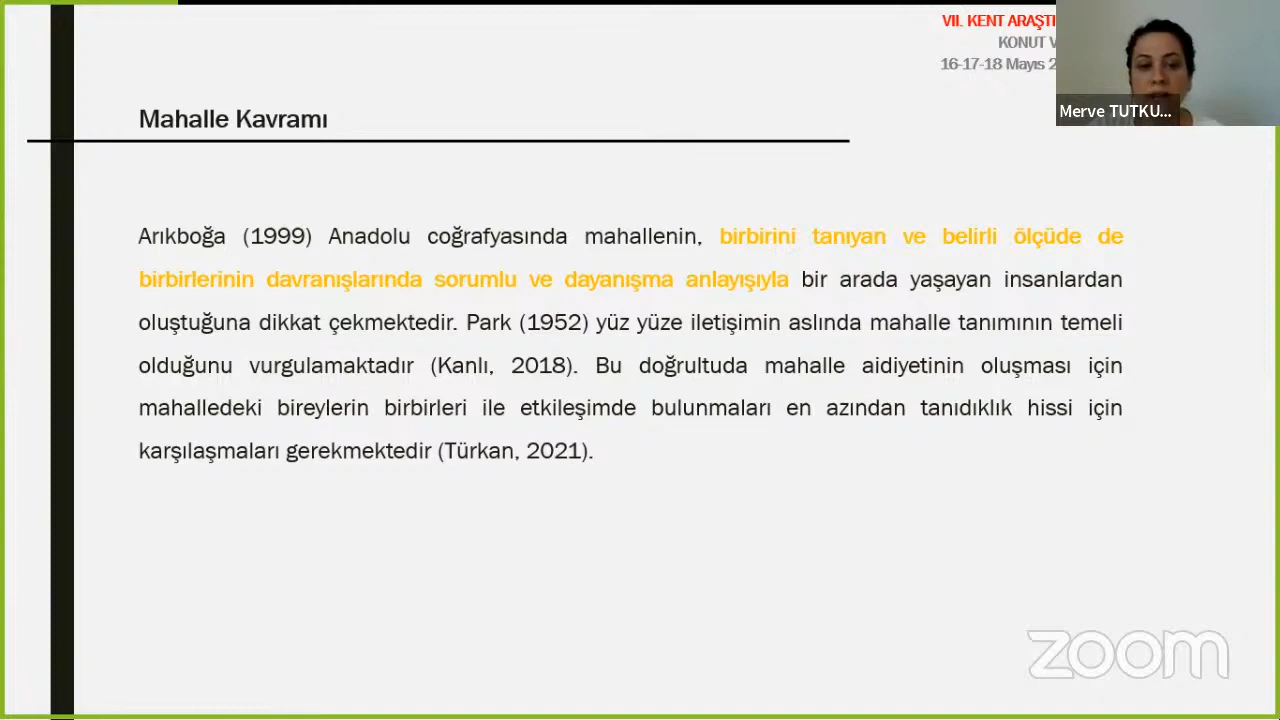 VII. KENT
KONUT
16-17-18 Mayıs
Merve TUTKU...
Mahalle Kavramı
Arıkboğa (1999) Anadolu coğrafyasında mahallenin, birbirini tanıyan ve belirli ölçüde de
birbirlerinin davranışlarında sorumlu ve dayanışma anlayışıyla bir arada yaşayan insanlardan
oluştuğuna dikkat çekmektedir. Park (1952) yüz yüze iletişimin aslında mahalle tanımının temeli
olduğunu vurgulamaktadır (Kanlı, 2018). Bu doğrultuda mahalle aidiyetinin oluşması için
mahalledeki bireylerin birbirleri ile etkileşimde bulunmaları en azından tanıdıklık hissi için
karşılaşmaları gerekmektedir (Türkan, 2021).
zoom